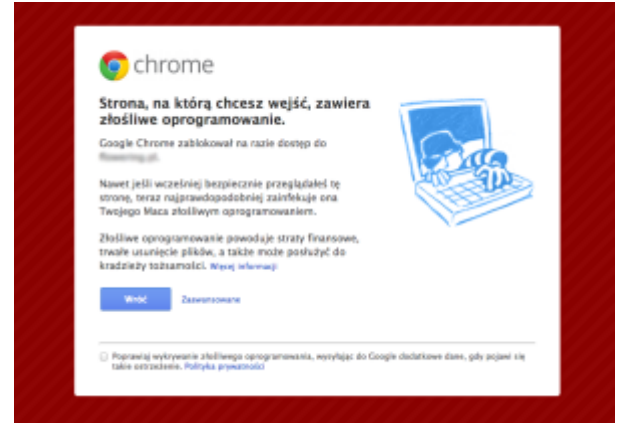 chrome
Strona, na którą chcesz wejść, zawiera
złośliwe oprogramowanie.
Google Chrome zablokował na razie dostęp do
Nawet jeśli wcześniej bezpiecznie przeglądałeś tę
stronę, teraz najprawdopodobniej zainfekuje ona
Twojego Maca złośliwym oprogramowaniem.
Złośliwe oprogramowanie powoduje straty finansowe,
trwałe usunięcie plików, a także może posłużyć do
kradzieży tożsamości. Więcej informacji
Wróć Zaawansowane
Poprawiaj wykrywanie złośliwego oprogramowania, wysyłając do Google dodatkowe dane, gdy pojawi się
takie ostrzeżenie. Polityka prywatności